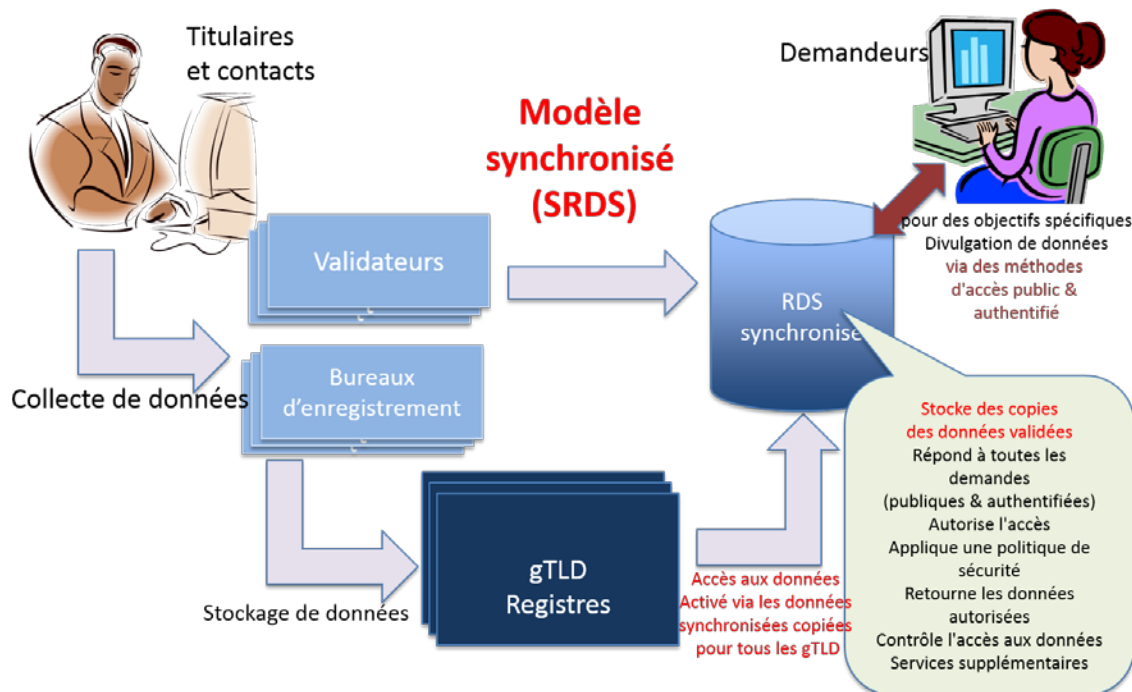 Titulaires
et contacts
Modèle
synchronisé
(SRDS)
Demandeurs
pour des objectifs spécifiques
Divulgation de données
via des méthodes
d'accès public &
authentifié
Validateurs
RDS
synchronisé
Collecte de données
Bureaux
d'enregistrement
Stockage de données
gTLD
Registres
Accès aux données
Activé via les données
synchronisées copiées
pour tous les gTLD
Stocke des copies
des données validées
Répond à toutes les
demandes
(publiques & authentifiées)
Autorise l'accès
Applique une politique de
sécurité
Retourne les données
autorisées
Contrôle l'accès aux données
Services supplémentaires